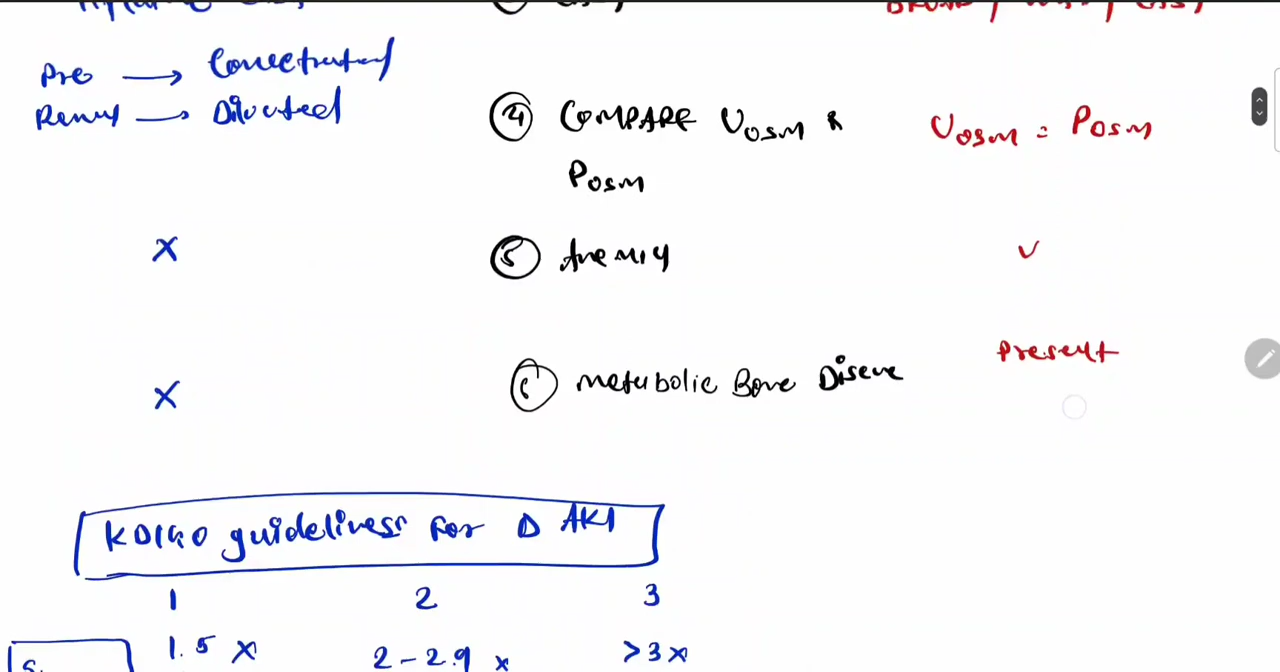 Pre → Concentrated
Renal → Diluted
④ COMPARE UOSM & POSM
UOSM = POSM
X ⑤ Anemia ✓
X ⑥ metabolic Bone Disease Present
KDIGO guidelines for D AKI
1 2 3
S. 1.5 x 2-2.9 x >3x